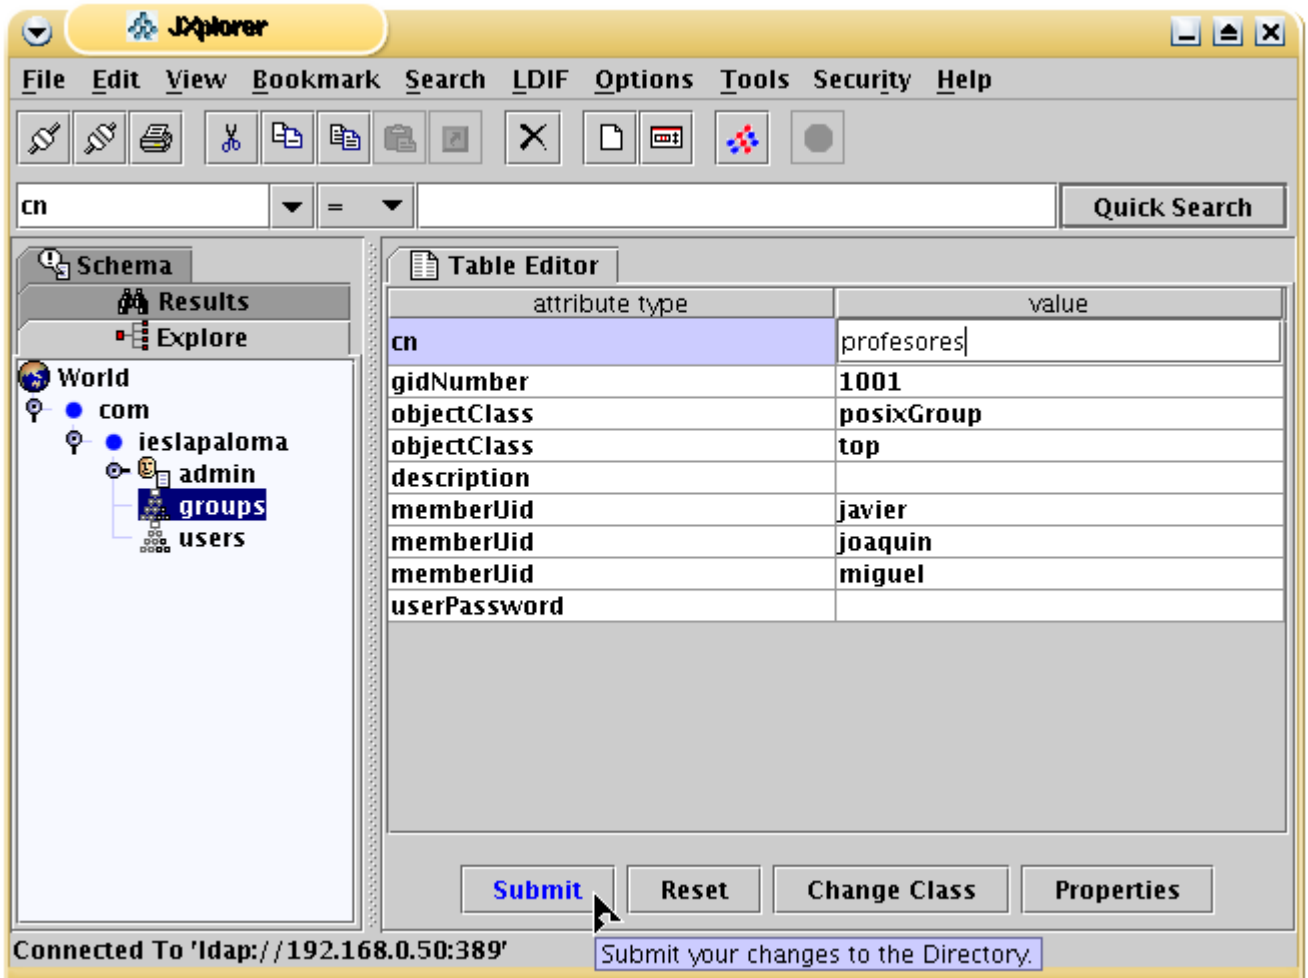 JXplorer
File Edit View Bookmark Search LDIF Options Tools Security Help
cn = Quick Search
Schema
Results
Explore
World
com
ieslapaloma
admin
groups
users
Table Editor
attribute type value
cn profesores
gidNumber 1001
objectClass posixGroup
objectClass top
description
memberUid javier
memberUid joaquin
memberUid miguel
userPassword
Submit Reset Change Class Properties
Connected To 'ldap://192.168.0.50:389'
Submit your changes to the Directory.